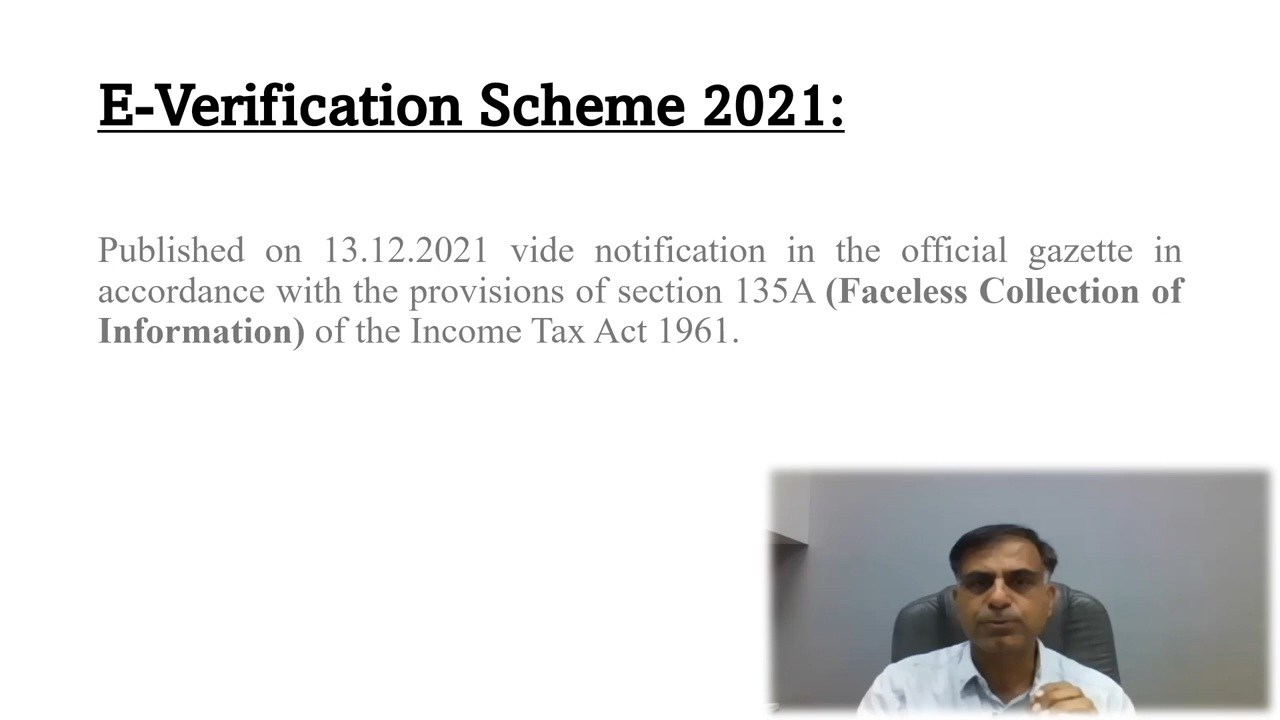 E-Verification Scheme 2021:
Published on 13.12.2021 vide notification in the official gazette in
accordance with the provisions of section 135A (Faceless Collection of
Information) of the Income Tax Act 1961.